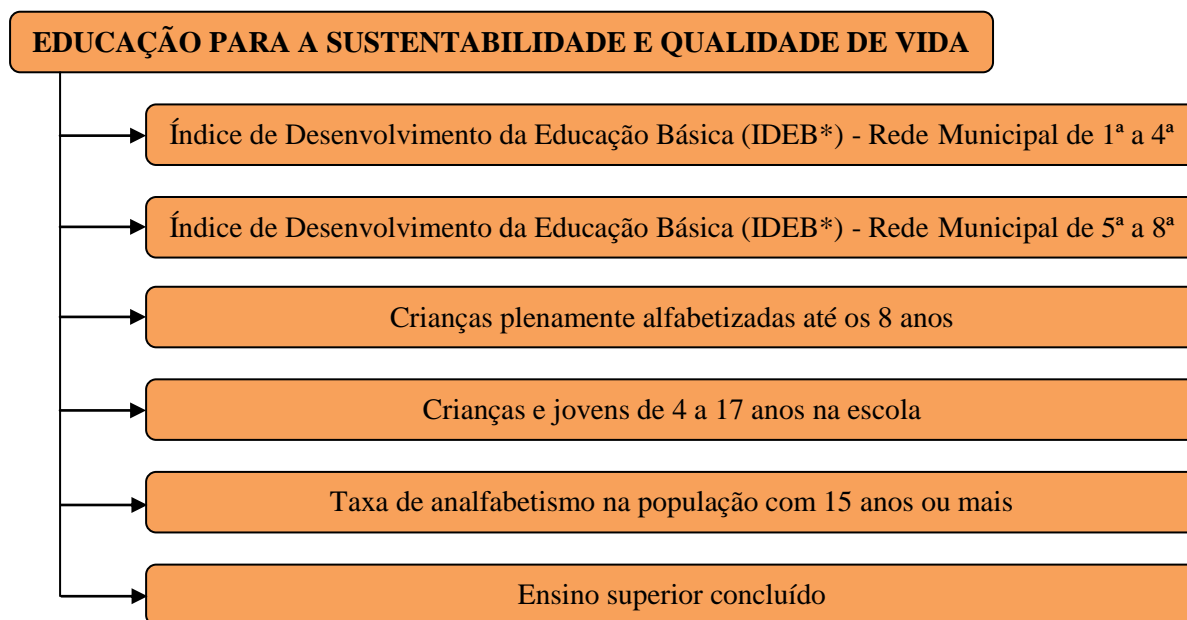 EDUCAÇÃO PARA A SUSTENTABILIDADE E QUALIDADE DE VIDA
Índice de Desenvolvimento da Educação Básica (IDEB*) - Rede Municipal de 1ª a 4ª
Índice de Desenvolvimento da Educação Básica (IDEB*) - Rede Municipal de 5ª a 8ª
Crianças plenamente alfabetizadas até os 8 anos
Crianças e jovens de 4 a 17 anos na escola
Taxa de analfabetismo na população com 15 anos ou mais
Ensino superior concluído